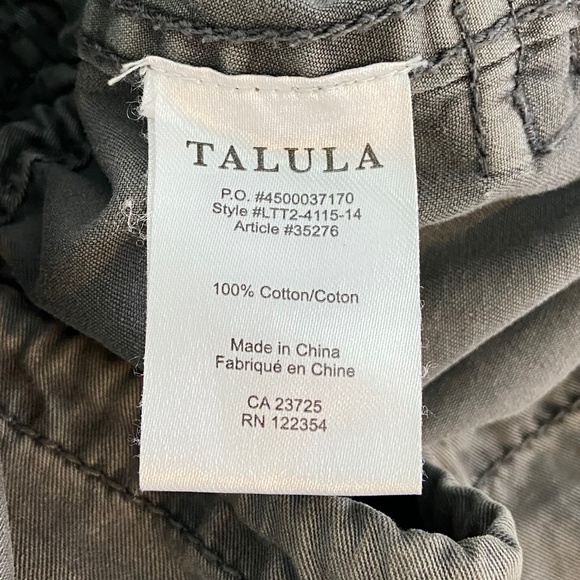 TALULA
P.O. #4500037170
Style #LTT2-4115-14
Article #35276
100% Cotton/Coton
Made in China
Fabriqué en Chine
CA 23725
RN 122354